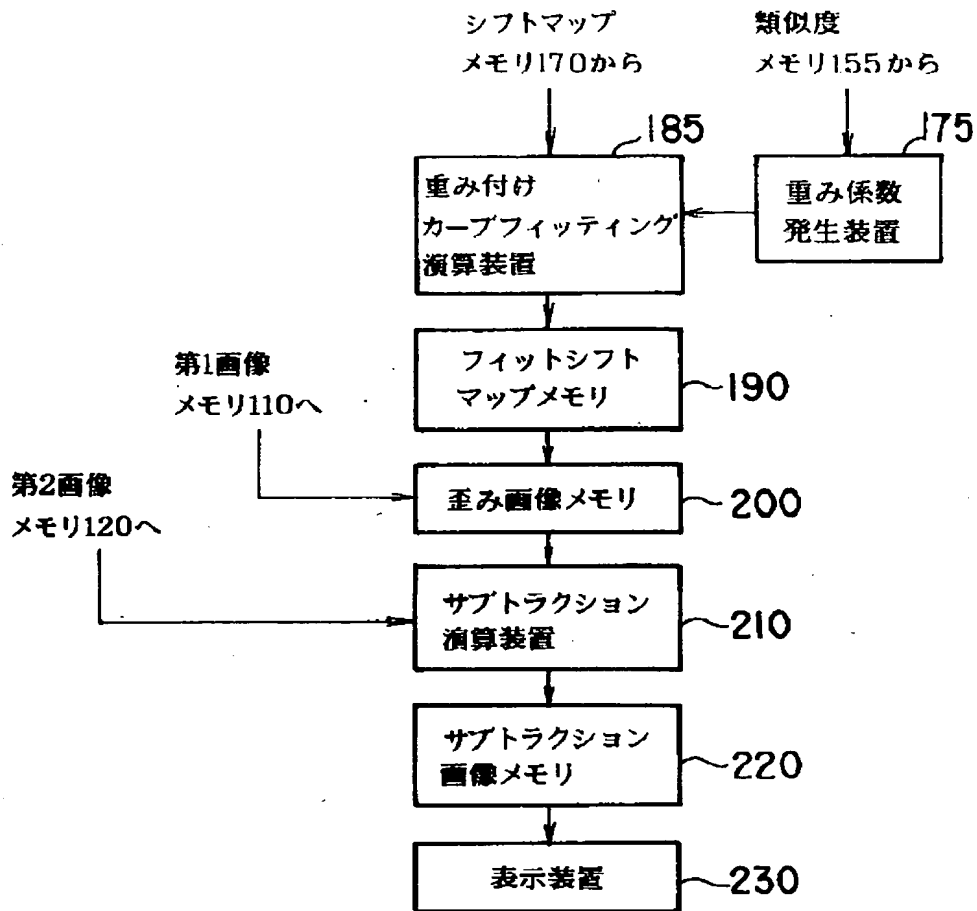 シフトマップ
メモリ170から
類似度
メモリ155から
185
175
重み付け
カーブフィッティング
演算装置
重み係数
発生装置
フィットシフト
マップメモリ
190
第1画像
メモリ110へ
歪み画像メモリ
200
第2画像
メモリ120へ
サブトラクション
演算装置
210
サブトラクション
画像メモリ
220
表示装置
230